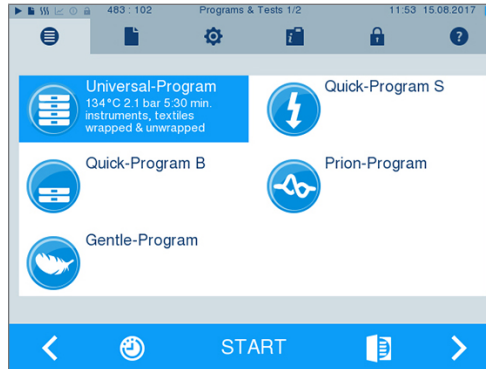 483 : 102
Programs & Tests 1/2
11:53 15.08.2017
Universal-Program
134°C 2.1 bar 5:30 min.
instruments, textiles
wrapped & unwrapped
Quick-Program S
Quick-Program B
Prion-Program
Gentle-Program
START